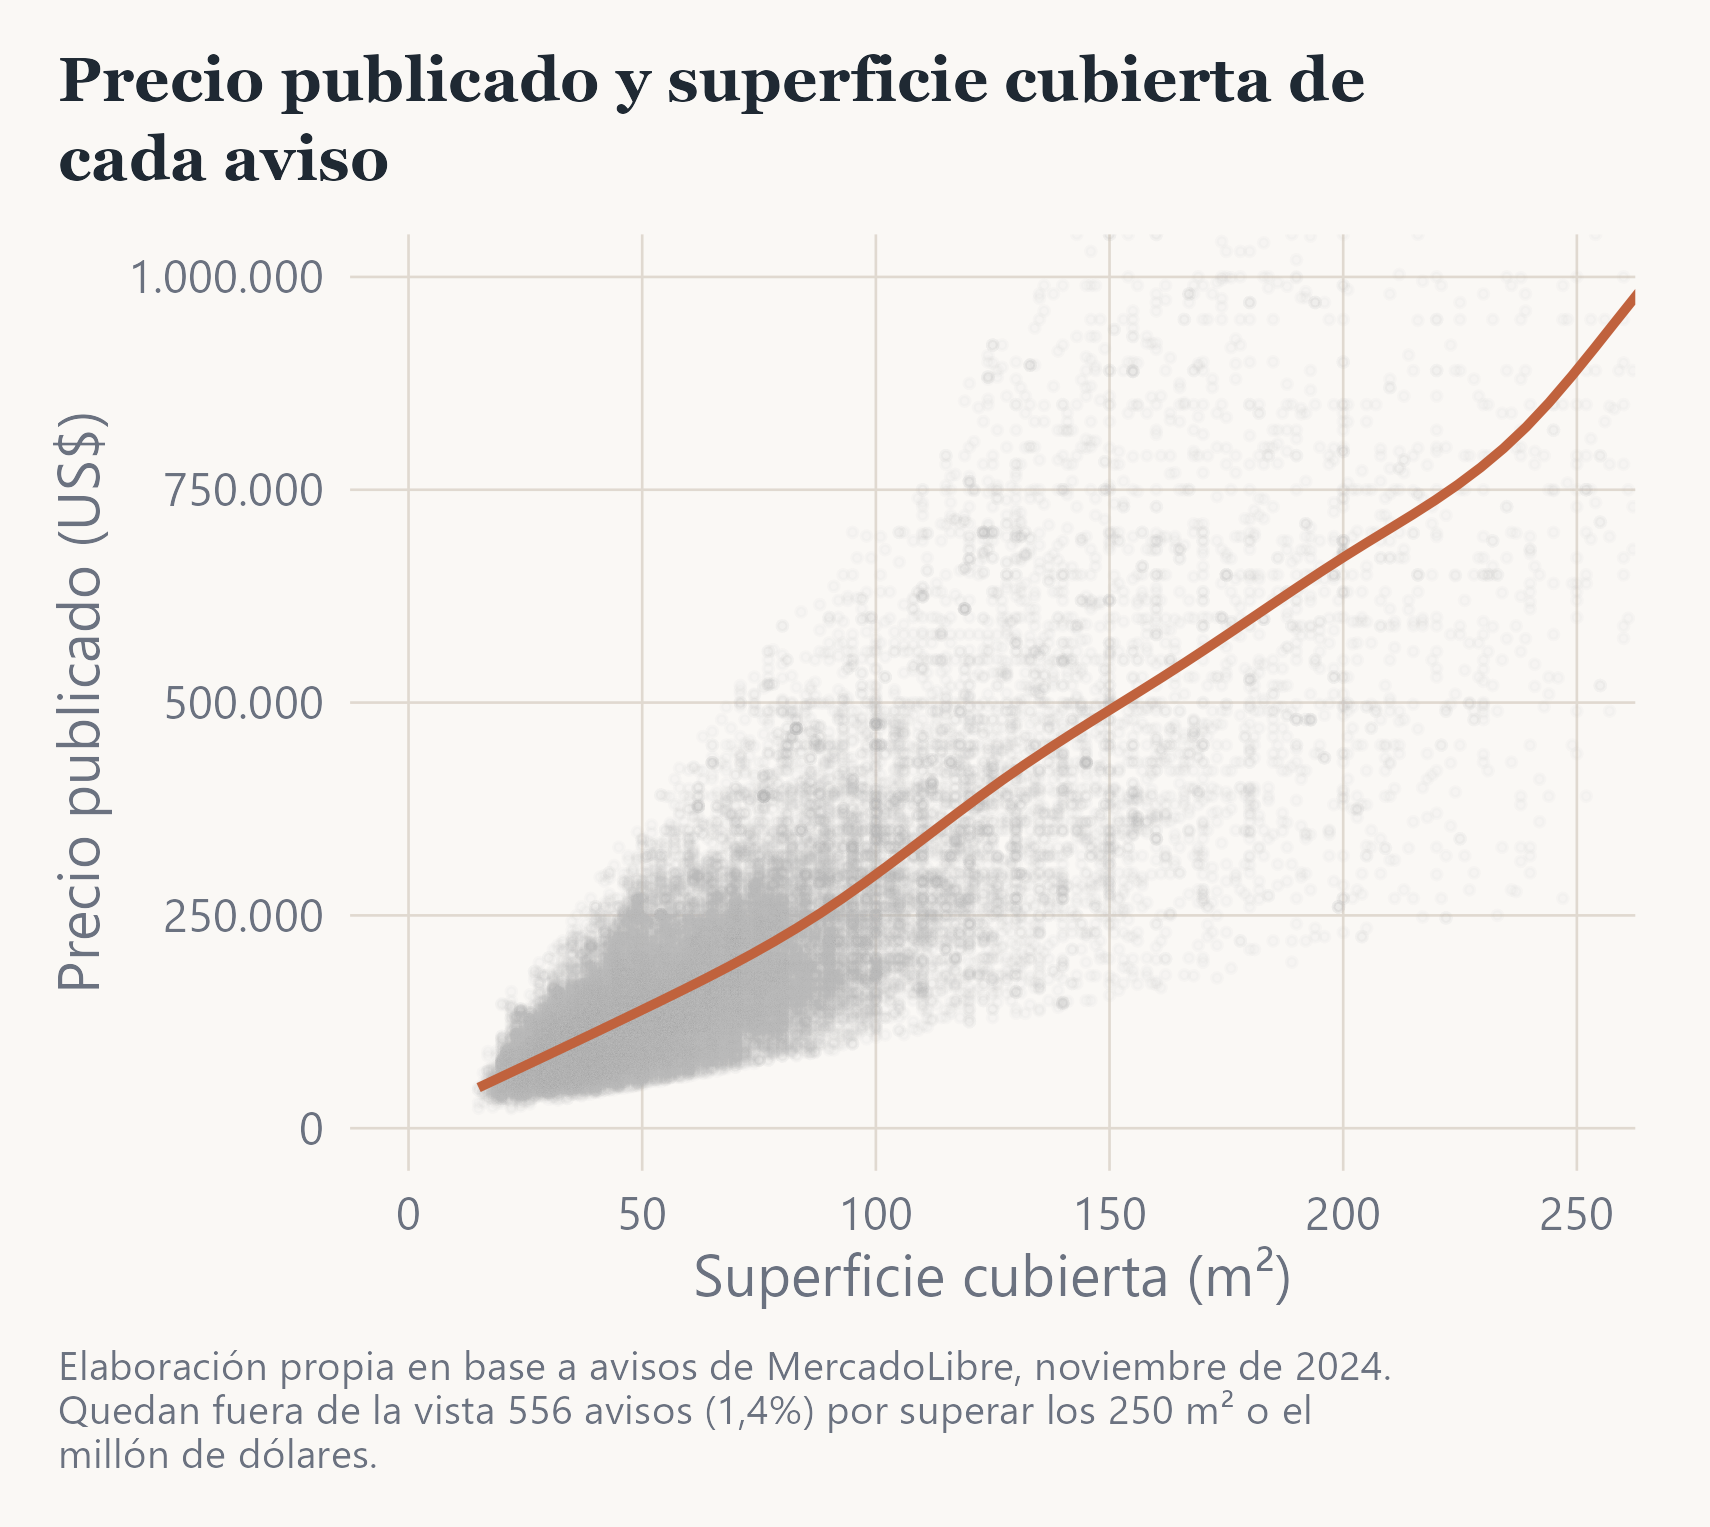 Precio publicado y superficie cubierta de
cada aviso
Precio publicado (US$)
1.000.000
750.000
500.000
250.000
0
0 50 100 150 200 250
Superficie cubierta (m²)
Elaboración propia en base a avisos de MercadoLibre, noviembre de 2024.
Quedan fuera de la vista 556 avisos (1,4%) por superar los 250 m² o el
millón de dólares.